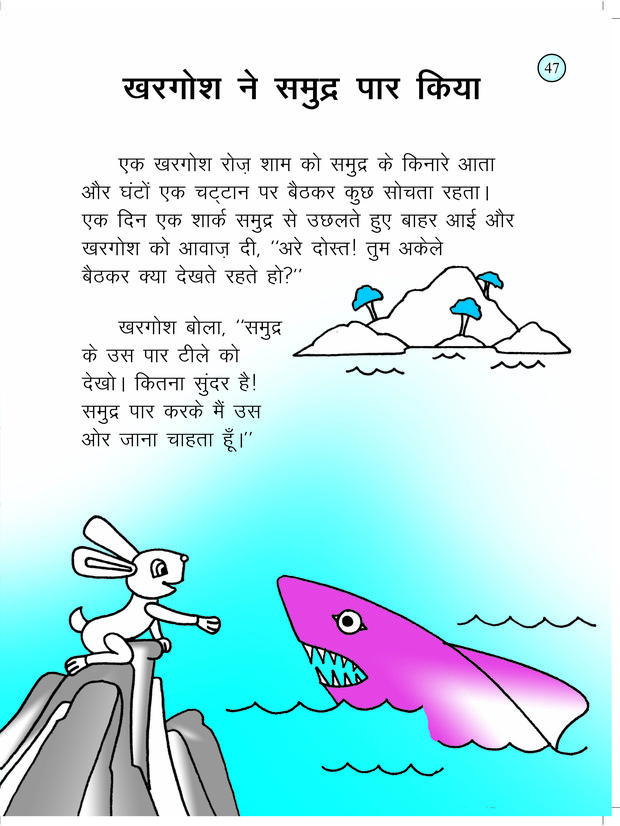 47
खरगोश ने समुद्र पार किया
एक खरगोश रोज़ शाम को समुद्र के किनारे आता
और घंटों एक चट्टान पर बैठकर कुछ सोचता रहता।
एक दिन एक शार्क समुद्र से उछलते हुए बाहर आई और
खरगोश को आवाज़ दी, ‘‘अरे दोस्त! तुम अकेले
बैठकर क्या देखते रहते हो?’’
खरगोश बोला, ‘‘समुद्र
के उस पार टीले को
देखो। कितना सुंदर है!
समुद्र पार करके मैं उस
ओर जाना चाहता हूँ।’’